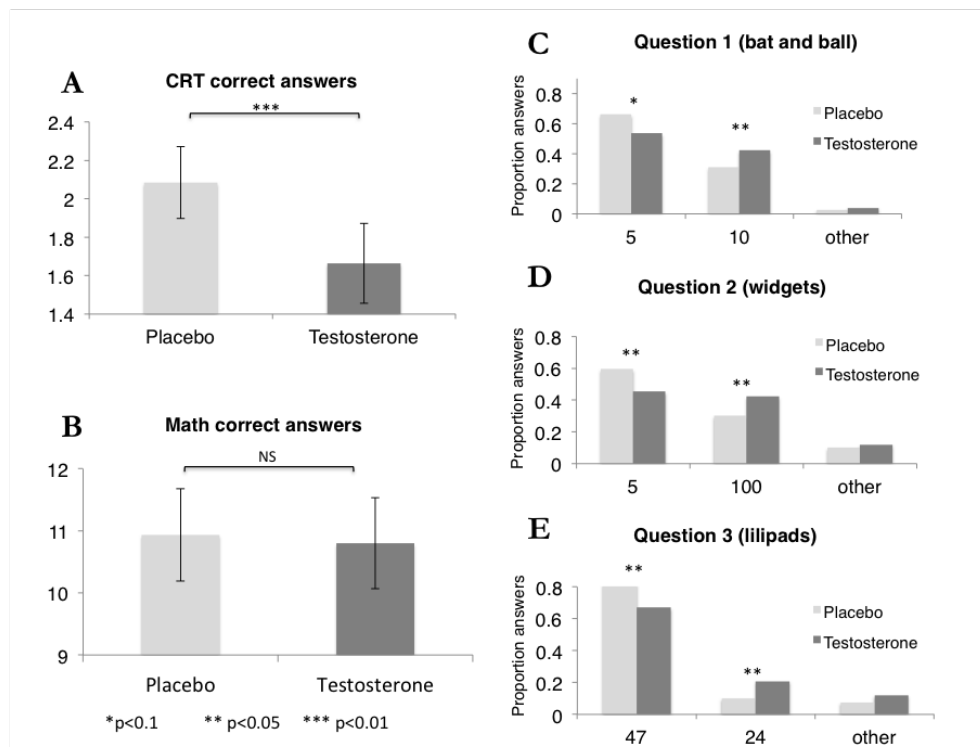 A
CRT correct answers
***
2.4
2.2
2
1.8
1.6
1.4
Placebo Testosterone
B
Math correct answers
NS
12
11
10
9
Placebo Testosterone
*p<0.1 ** p<0.05 *** p<0.01
C
Question 1 (bat and ball)
Proportion answers
0.8
0.6
0.4
0.2
0
* **
Placebo
Testosterone
5 10 other
D
Question 2 (widgets)
Proportion answers
0.8
0.6
0.4
0.2
0
** **
Placebo
Testosterone
5 100 other
E
Question 3 (lilipads)
Proportion answers
0.8
0.6
0.4
0.2
0
** **
Placebo
Testosterone
47 24 other